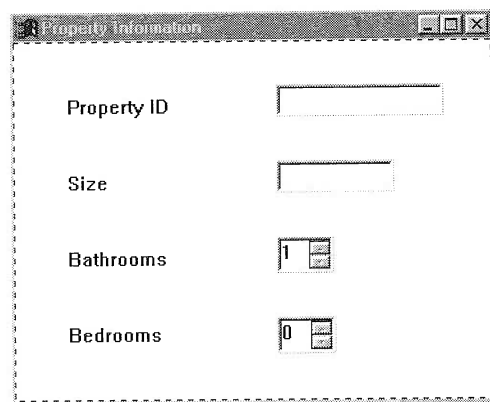 Property Information
Property ID
Size
Bathrooms 1
Bedrooms 0